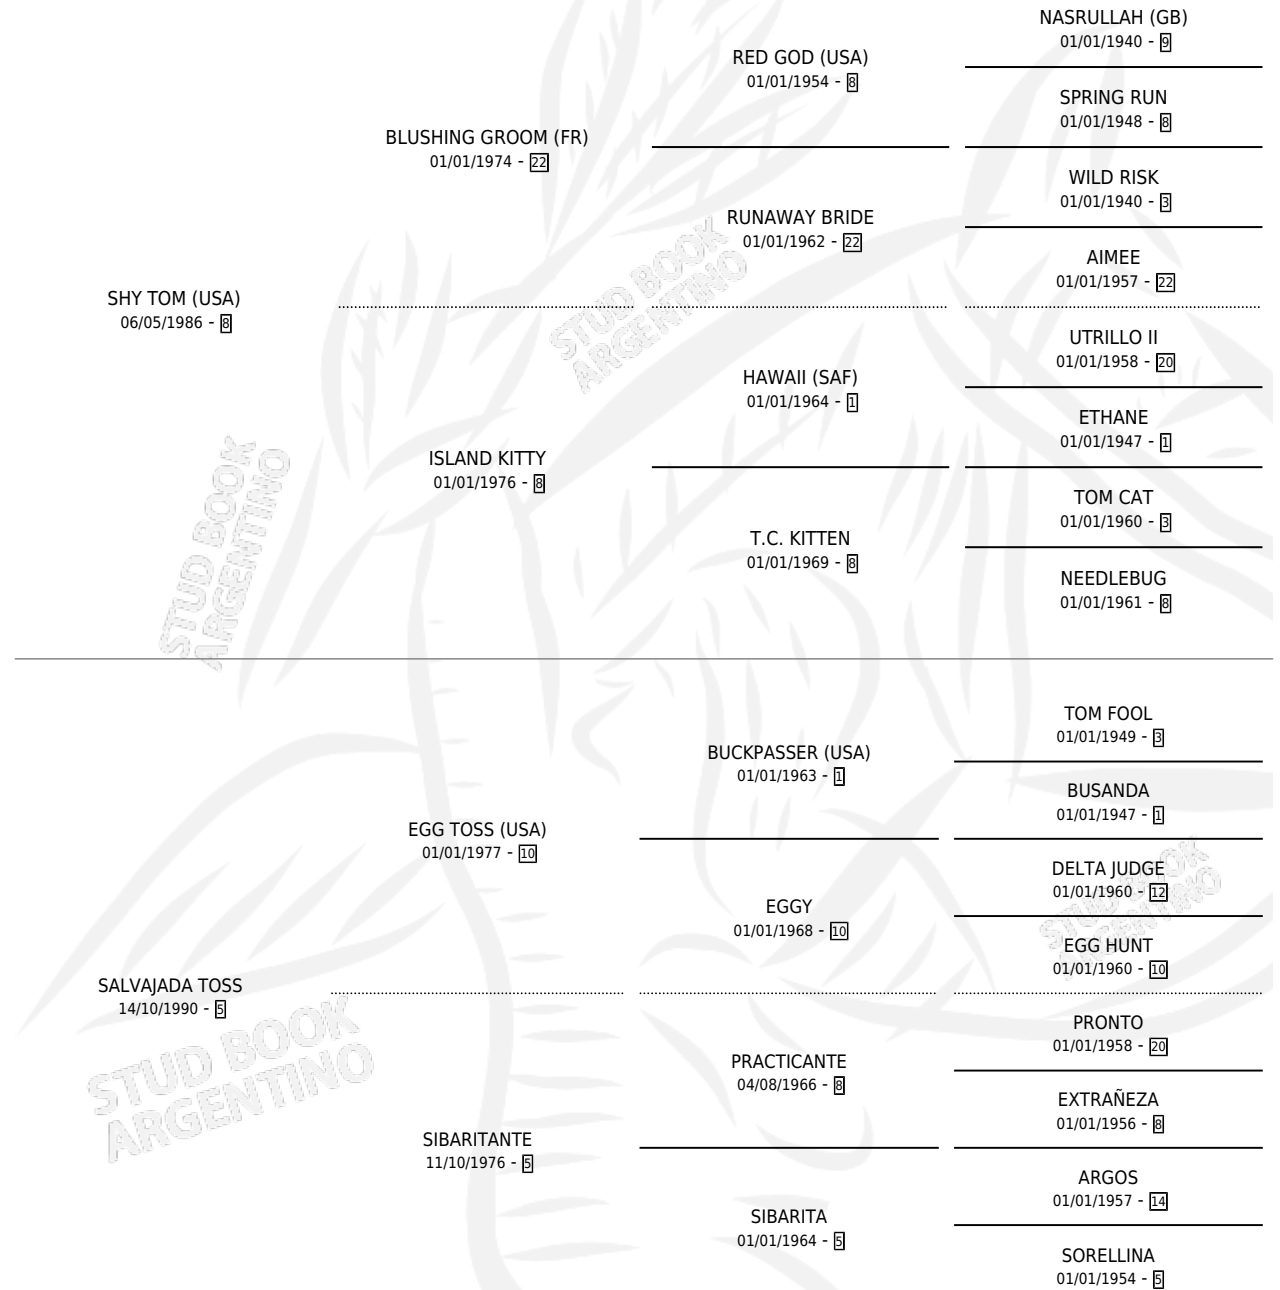 NASRULLAH (GB)
01/01/1940 - 9
RED GOD (USA)
01/01/1954 - 8
SPRING RUN
01/01/1948 - 8
BLUSHING GROOM (FR)
01/01/1974 - 22
WILD RISK
01/01/1940 - 3
RUNAWAY BRIDE
01/01/1962 - 22
AIMEE
01/01/1957 - 22
SHY TOM (USA)
06/05/1986 - 8
UTRILLO II
01/01/1958 - 20
HAWAII (SAF)
01/01/1964 - 1
ETHANE
01/01/1947 - 1
ISLAND KITTY
01/01/1976 - 8
TOM CAT
01/01/1960 - 3
T.C. KITTEN
01/01/1969 - 8
NEEDLEBUG
01/01/1961 - 8
TOM FOOL
01/01/1949 - 3
BUCKPASSER (USA)
01/01/1963 - 1
BUSANDA
01/01/1947 - 1
EGG TOSS (USA)
01/01/1977 - 10
DELTA JUDGE
01/01/1960 - 12
EGGY
01/01/1968 - 10
EGG HUNT
01/01/1960 - 10
SALVAJADA TOSS
14/10/1990 - 5
PRONTO
01/01/1958 - 20
PRACTICANTE
04/08/1966 - 8
EXTRAÑEZA
01/01/1956 - 8
SIBARITANTE
11/10/1976 - 5
ARGOS
01/01/1957 - 14
SIBARITA
01/01/1964 - 5
SORELLINA
01/01/1954 - 5
STUD BOOK
ARGENTINO
STUD BOOK
ARGENTINO
STUD BOOK
ARGENTINO
STUD BOOK
ARGENTINO